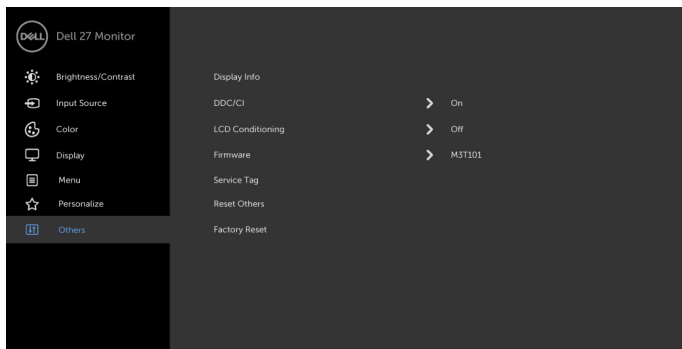 DELL Dell 27 Monitor
Brightness/Contrast
Input Source
Color
Display
Menu
Personalize
Others
Display Info
DDC/CI On
LCD Conditioning Off
Firmware M3T101
Service Tag
Reset Others
Factory Reset